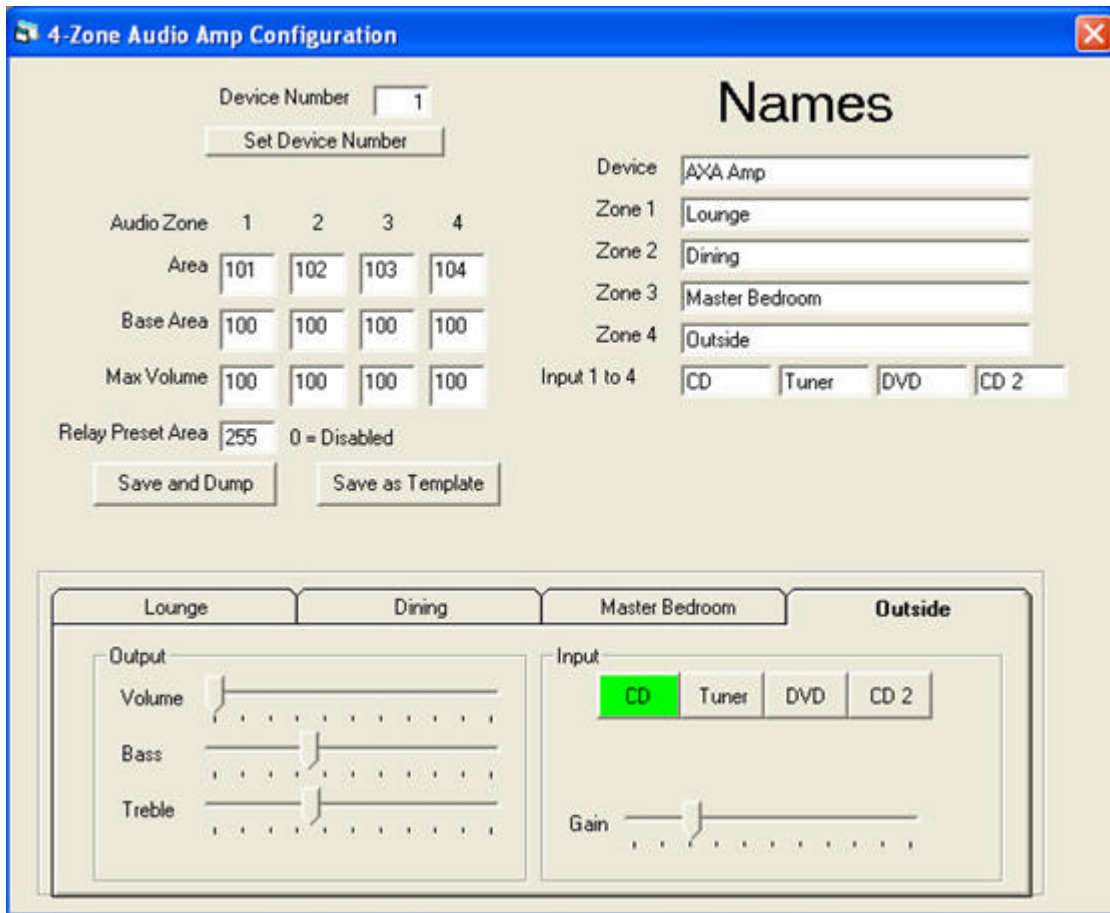 4-Zone Audio Amp Configuration
Device Number 1
Set Device Number
Audio Zone 1 2 3 4
Area 101 102 103 104
Base Area 100 100 100 100
Max Volume 100 100 100 100
Relay Preset Area 255 0 = Disabled
Save and Dump Save as Template
Names
Device AXA Amp
Zone 1 Lounge
Zone 2 Dining
Zone 3 Master Bedroom
Zone 4 Outside
Input 1 to 4 CD Tuner DVD CD 2
Lounge Dining Master Bedroom Outside
Output
Volume
Bass
Treble
Input
CD Tuner DVD CD 2
Gain